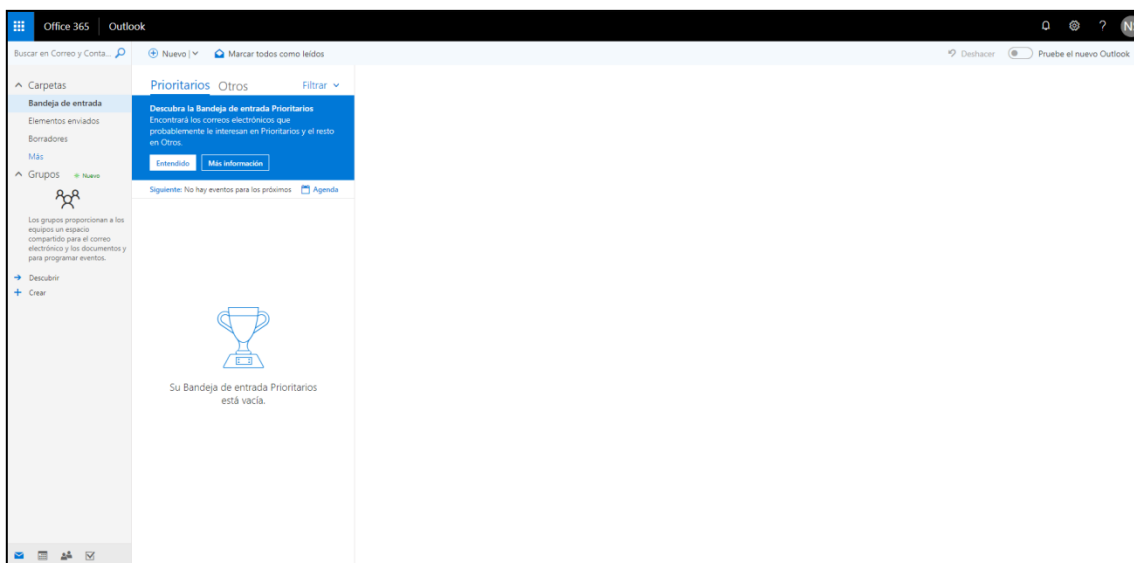 Office 365 Outlook
N
Buscar en Correo y Conta...
Nuevo
Marcar todos como leídos
Deshacer
Pruebe el nuevo Outlook
Carpetas
Bandeja de entrada
Elementos enviados
Borradores
Más
Grupos + Nuevo
Los grupos proporcionan a los
equipos un espacio
compartido para el correo
electrónico y los documentos y
para programar eventos.
Descubrir
Crear
Prioritarios Otros Filtrar
Descubra la Bandeja de entrada Prioritarios
Encontrará los correos electrónicos que
probablemente le interesan en Prioritarios y el resto
en Otros.
Entendido Más información
Siguiente: No hay eventos para los próximos Agenda
Su Bandeja de entrada Prioritarios
está vacía.